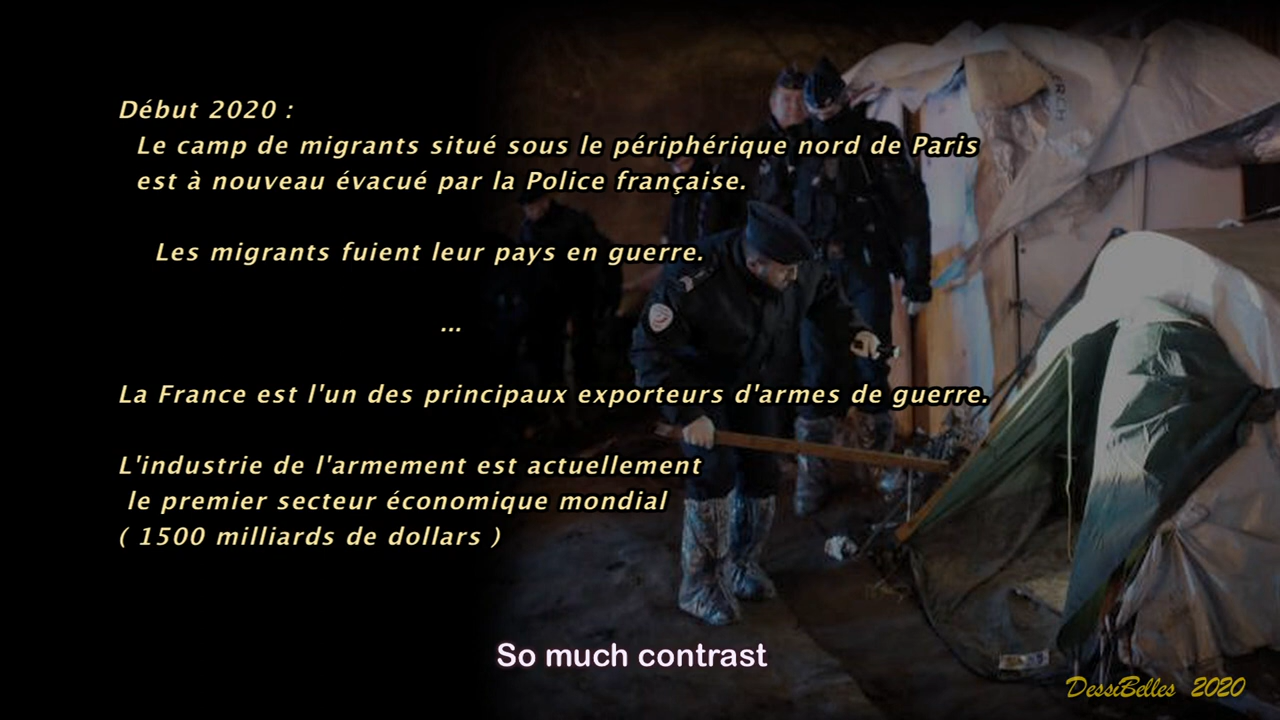 Début 2020 :
Le camp de migrants situé sous le périphérique nord de Paris
est à nouveau évacué par la Police française.
Les migrants fuient leur pays en guerre.
...
La France est l'un des principaux exporteurs d'armes de guerre.
L'industrie de l'armement est actuellement
le premier secteur économique mondial
( 1500 milliards de dollars )
So much contrast
DessiBelles 2020